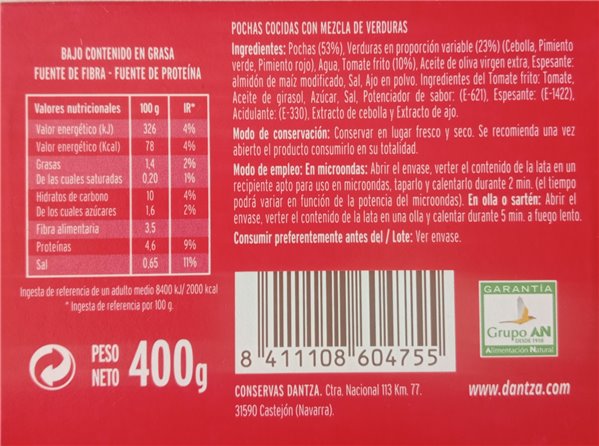 BAJO CONTENIDO EN GRASA
FUENTE DE FIBRA - FUENTE DE PROTEÍNA
Valores nutricionales 100 g IR*
Valor energético (kJ) 326 4%
Valor energético (Kcal) 78 4%
Grasas 1,4 2%
De las cuales saturadas 0,20 1%
Hidratos de carbono 10 4%
De los cuales azúcares 1,6 2%
Fibra alimentaria 3,5
Proteínas 4,6 9%
Sal 0,65 11%
Ingesta de referencia de un adulto medio 8400 kJ/ 2000 kcal
* Ingesta de referencia por 100 g.
PESO
NETO 400g
POCHAS COCIDAS CON MEZCLA DE VERDURAS
Ingredientes: Pochas (53%), Verduras en proporción variable (23%) (Cebolla, Pimiento
verde, Pimiento rojo), Agua, Tomate frito (10%), Aceite de oliva virgen extra, Espesante:
almidón de maíz modificado, Sal, Ajo en polvo. Ingredientes del Tomate frito: Tomate,
Aceite de girasol, Azúcar, Sal, Potenciador de sabor: (E-621), Espesante: (E-1422),
Acidulante: (E-330), Extracto de cebolla y Extracto de ajo.
Modo de conservación: Conservar en lugar fresco y seco. Se recomienda una vez
abierto el producto consumirlo en su totalidad.
Modo de empleo: En microondas: Abrir el envase, verter el contenido de la lata en un
recipiente apto para uso en microondas, taparlo y calentarlo durante 2 min. (el tiempo
podrá variar en función de la potencia del microondas). En olla o sartén: Abrir el
envase, verter el contenido de la lata en una olla y calentar durante 5 min. a fuego lento.
Consumir preferentemente antes del / Lote: Ver envase.
8 411108 604755
CONSERVAS DANTZA. Ctra. Nacional 113 Km. 77.
31590 Castejón (Navarra).
GARANTÍA
Grupo AN
DESDE 1910
Alimentación Natural
www.dantza.com